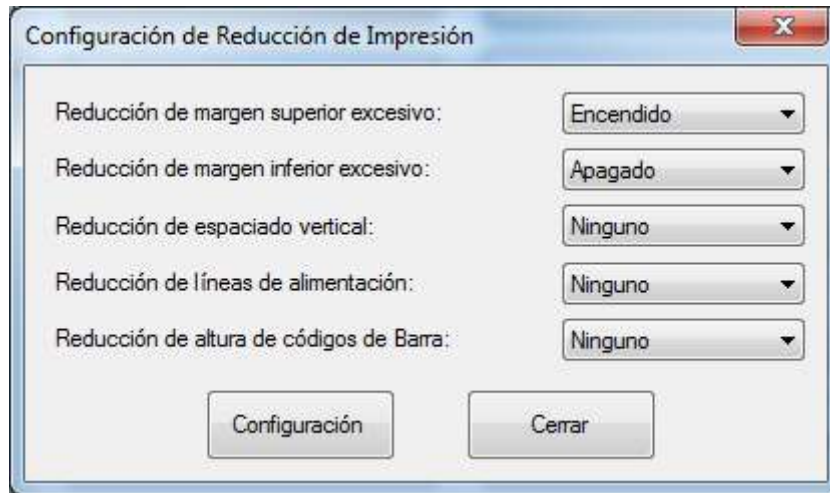 Configuración de Reducción de Impresión
Reducción de margen superior excesivo: Encendido
Reducción de margen inferior excesivo: Apagado
Reducción de espaciado vertical: Ninguno
Reducción de líneas de alimentación: Ninguno
Reducción de altura de códigos de Barra: Ninguno
Configuración Cerrar